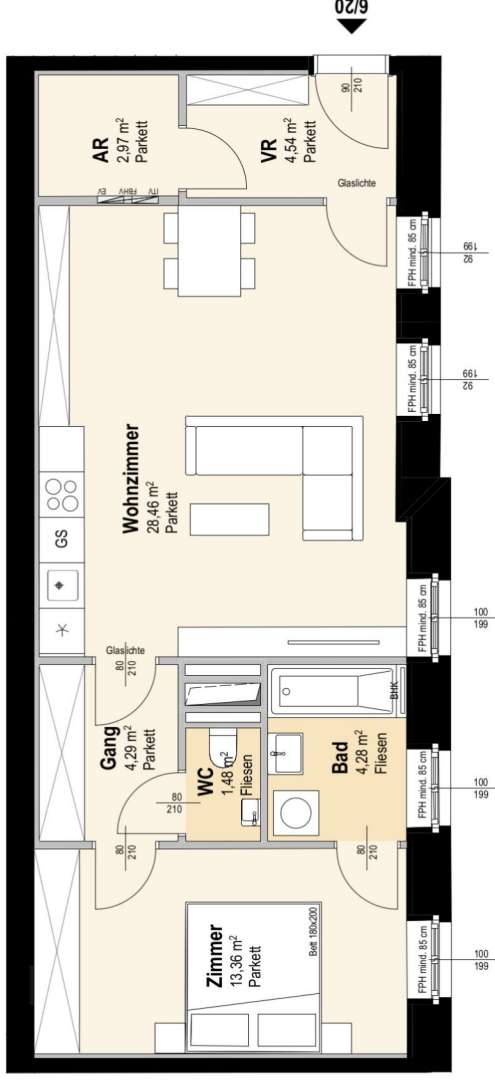 6/20
AR
2,97 m²
Parkett
VR
4,54 m²
Parkett
90
210
EV
FBHV
ITV
Glaslichte
FPH mind. 85 cm
92
199
FPH mind. 85 cm
92
199
Wohnzimmer
28,46 m²
Parkett
GS
Glaslichte
80
210
FPH mind. 85 cm
100
199
Gang
4,29 m²
Parkett
WC
1,48 m²
Fliesen
80
210
BHK
Bad
4,28 m²
Fliesen
FPH mind. 85 cm
100
199
80
210
80
210
Zimmer
13,36 m²
Parkett
Bett 180x200
FPH mind. 85 cm
100
199